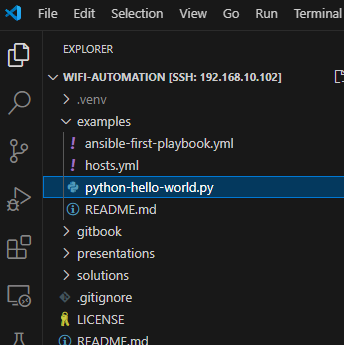 File Edit Selection View Go Run Terminal
EXPLORER
WIFI-AUTOMATION [SSH: 192.168.10.102]
.venv
examples
! ansible-first-playbook.yml
! hosts.yml
python-hello-world.py
README.md
gitbook
presentations
solutions
.gitignore
LICENSE
README.md